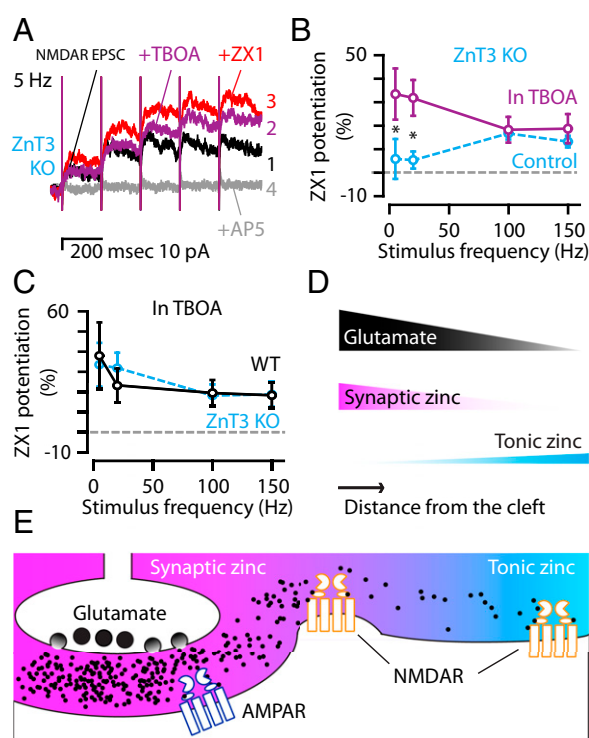 A
NMDAR EPSC
+TBOA
+ZX1
5 Hz
3
2
ZnT3
KO
1
4
+AP5
200 msec 10 pA
B
50
ZnT3 KO
In TBOA
ZX1 potentiation
(%)
*
*
Control
-10
0
50
100
150
Stimulus frequency (Hz)
C
60
In TBOA
WT
ZX1 potentiation
(%)
ZnT3 KO
-10
0
50
100
150
Stimulus frequency (Hz)
D
Glutamate
Synaptic zinc
Tonic zinc
Distance from the cleft
E
Synaptic zinc
Tonic zinc
Glutamate
NMDAR
AMPAR